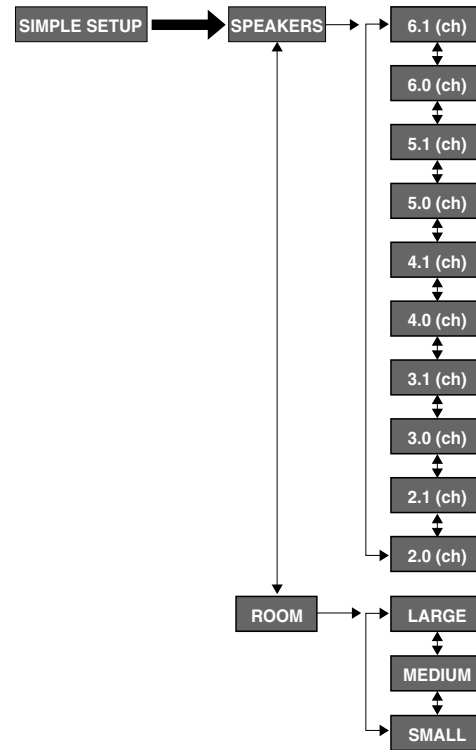 SIMPLE SETUP
SPEAKERS
6.1 (ch)
6.0 (ch)
5.1 (ch)
5.0 (ch)
4.1 (ch)
4.0 (ch)
3.1 (ch)
3.0 (ch)
2.1 (ch)
2.0 (ch)
ROOM
LARGE
MEDIUM
SMALL